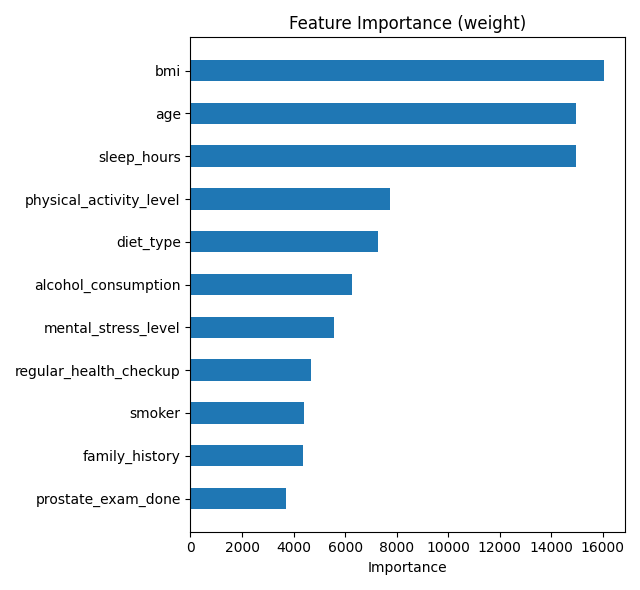 Feature Importance (weight)
bmi
age
sleep_hours
physical_activity_level
diet_type
alcohol_consumption
mental_stress_level
regular_health_checkup
smoker
family_history
prostate_exam_done
0 2000 4000 6000 8000 10000 12000 14000 16000
Importance